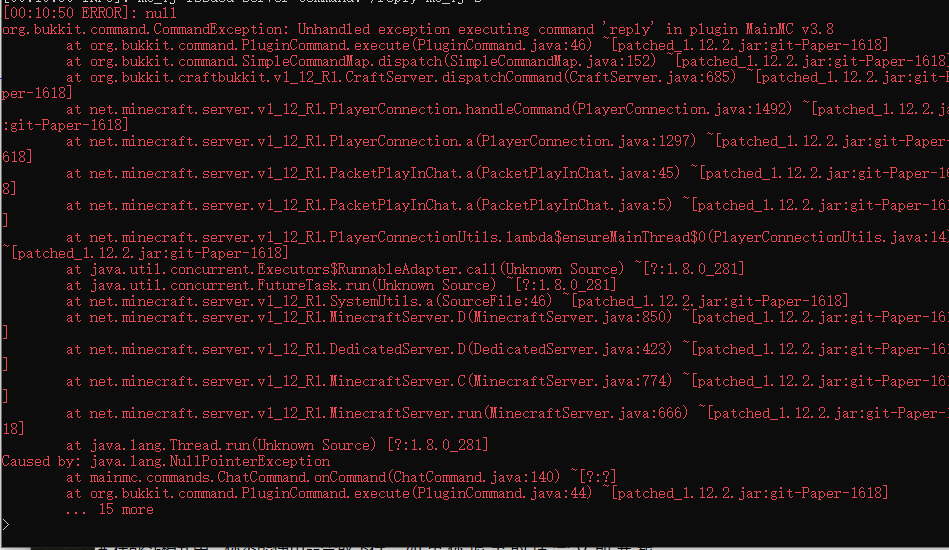 [00:10:50 ERROR]: null
org.bukkit.command.CommandException: Unhandled exception executing command 'reply' in plugin MainMC v3.8
at org.bukkit.command.PluginCommand.execute(PluginCommand.java:46) ~[patched_1.12.2.jar:git-Paper-1618]
at org.bukkit.command.SimpleCommandMap.dispatch(SimpleCommandMap.java:152) ~[patched_1.12.2.jar:git-Paper-1618]
at org.bukkit.craftbukkit.v1_12_R1.CraftServer.dispatchCommand(CraftServer.java:685) ~[patched_1.12.2.jar:git-P
per-1618]
at net.minecraft.server.v1_12_R1.PlayerConnection.handleCommand(PlayerConnection.java:1492) ~[patched_1.12.2.ja
:git-Paper-1618]
at net.minecraft.server.v1_12_R1.PlayerConnection.a(PlayerConnection.java:1297) ~[patched_1.12.2.jar:git-Paper-
618]
at net.minecraft.server.v1_12_R1.PacketPlayInChat.a(PacketPlayInChat.java:45) ~[patched_1.12.2.jar:git-Paper-16
8]
at net.minecraft.server.v1_12_R1.PacketPlayInChat.a(PacketPlayInChat.java:5) ~[patched_1.12.2.jar:git-Paper-161
]
at net.minecraft.server.v1_12_R1.PlayerConnectionUtils.lambda$ensureMainThread$0(PlayerConnectionUtils.java:14)
~[patched_1.12.2.jar:git-Paper-1618]
at java.util.concurrent.Executors$RunnableAdapter.call(Unknown Source) ~[?:1.8.0_281]
at java.util.concurrent.FutureTask.run(Unknown Source) ~[?:1.8.0_281]
at net.minecraft.server.v1_12_R1.SystemUtils.a(SourceFile:46) ~[patched_1.12.2.jar:git-Paper-1618]
at net.minecraft.server.v1_12_R1.MinecraftServer.D(MinecraftServer.java:850) ~[patched_1.12.2.jar:git-Paper-161
]
at net.minecraft.server.v1_12_R1.DedicatedServer.D(DedicatedServer.java:423) ~[patched_1.12.2.jar:git-Paper-161
]
at net.minecraft.server.v1_12_R1.MinecraftServer.C(MinecraftServer.java:774) ~[patched_1.12.2.jar:git-Paper-161
]
at net.minecraft.server.v1_12_R1.MinecraftServer.run(MinecraftServer.java:666) ~[patched_1.12.2.jar:git-Paper-1
18]
at java.lang.Thread.run(Unknown Source) [?:1.8.0_281]
Caused by: java.lang.NullPointerException
at mainmc.commands.ChatCommand.onCommand(ChatCommand.java:140) ~[?:?]
at org.bukkit.command.PluginCommand.execute(PluginCommand.java:44) ~[patched_1.12.2.jar:git-Paper-1618]
... 15 more
>